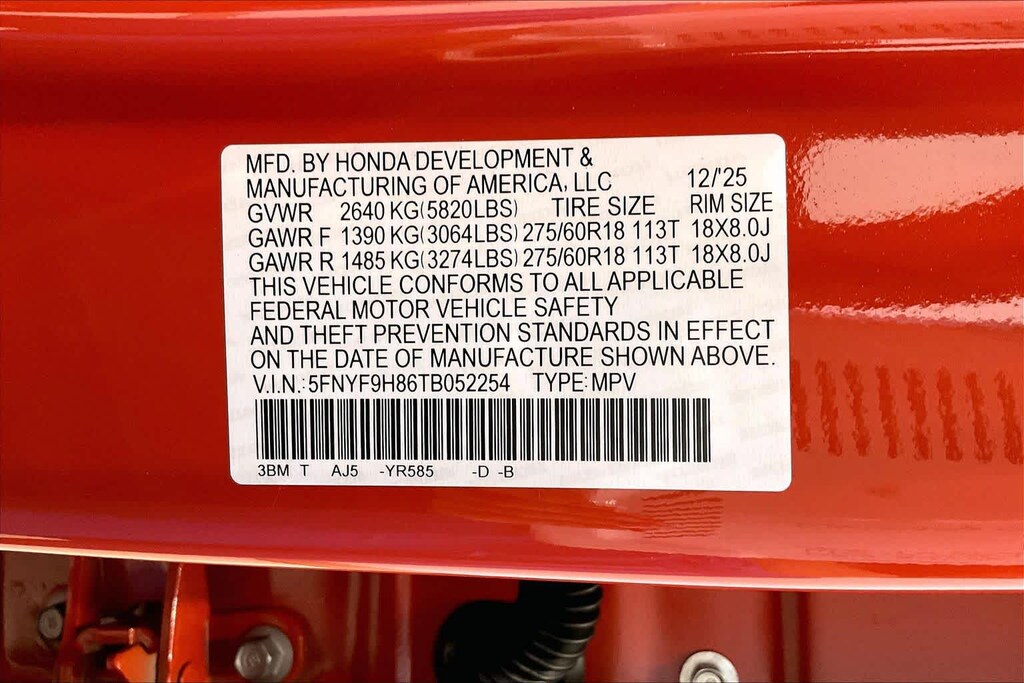 MFD. BY HONDA DEVELOPMENT &
MANUFACTURING OF AMERICA, LLC 12/'25
GVWR 2640 KG(5820LBS) TIRE SIZE RIM SIZE
GAWR F 1390 KG(3064LBS) 275/60R18 113T 18X8.0J
GAWR R 1485 KG(3274LBS) 275/60R18 113T 18X8.0J
THIS VEHICLE CONFORMS TO ALL APPLICABLE
FEDERAL MOTOR VEHICLE SAFETY
AND THEFT PREVENTION STANDARDS IN EFFECT
ON THE DATE OF MANUFACTURE SHOWN ABOVE.
V.I.N.:5FNYF9H86TB052254 TYPE:MPV
3BM T AJ5 -YR585 -D -B